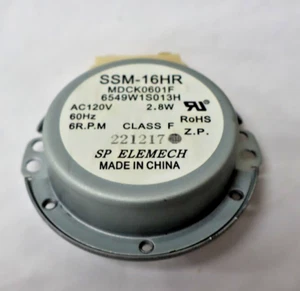 SSM-16HR
MDCK0601F
6549W1S013H
AC120V 2.8W
60Hz RoHS
6R.P.M CLASS F Z.P.
221217
SP ELEMECH
MADE IN CHINA